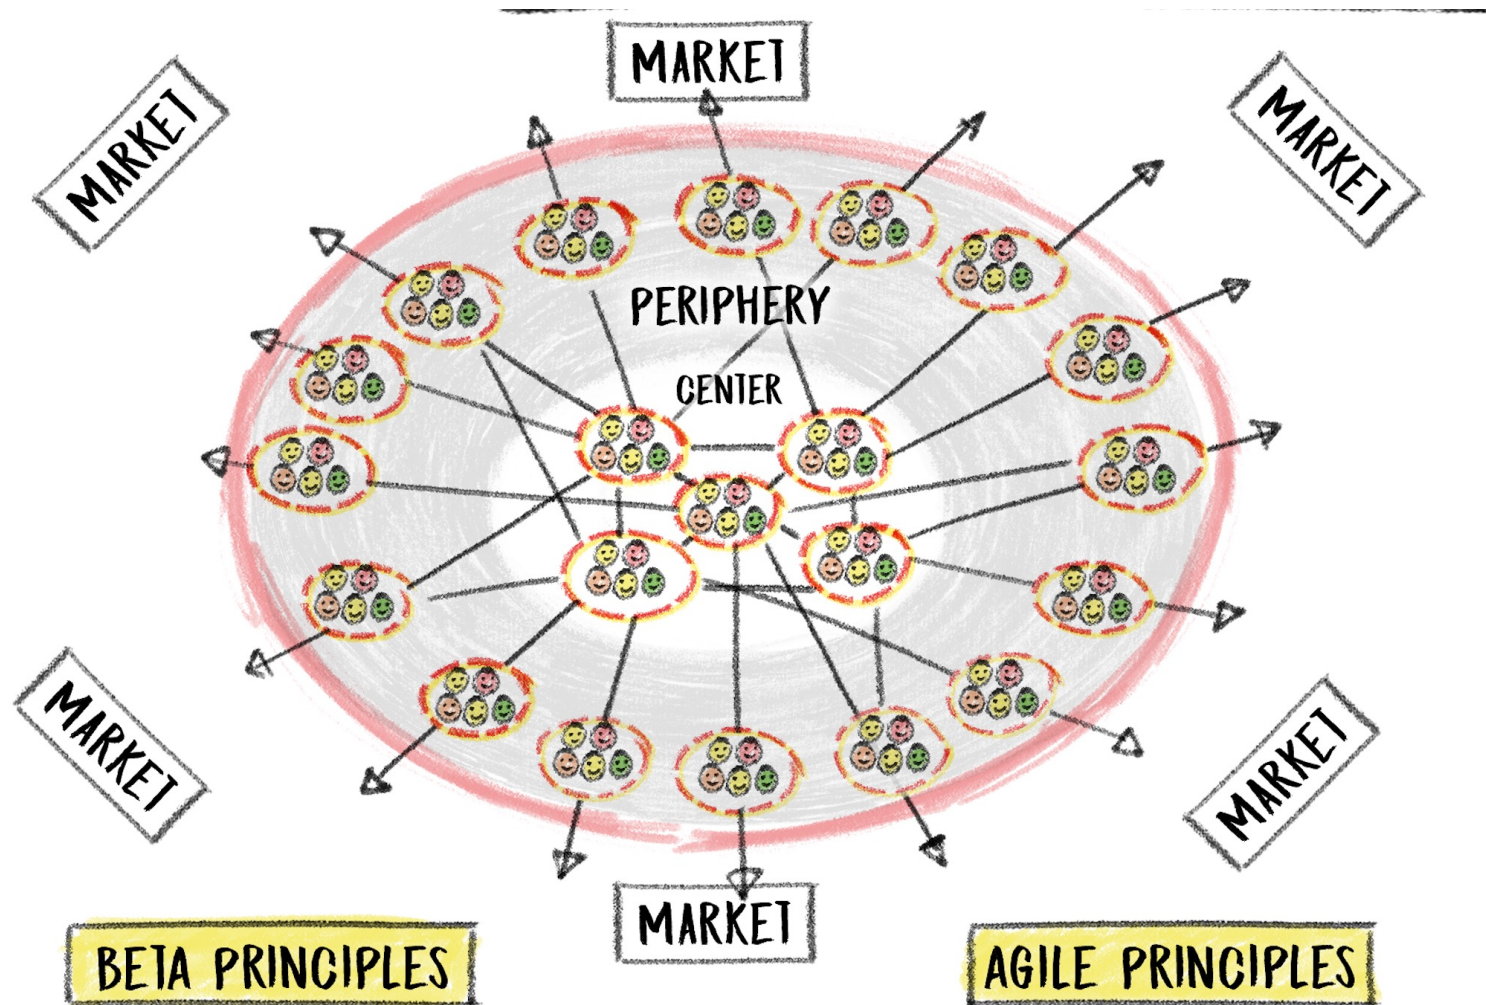 MARKET
MARKET
MARKET
PERIPHERY
CENTER
MARKET
MARKET
MARKET
BETA PRINCIPLES
AGILE PRINCIPLES